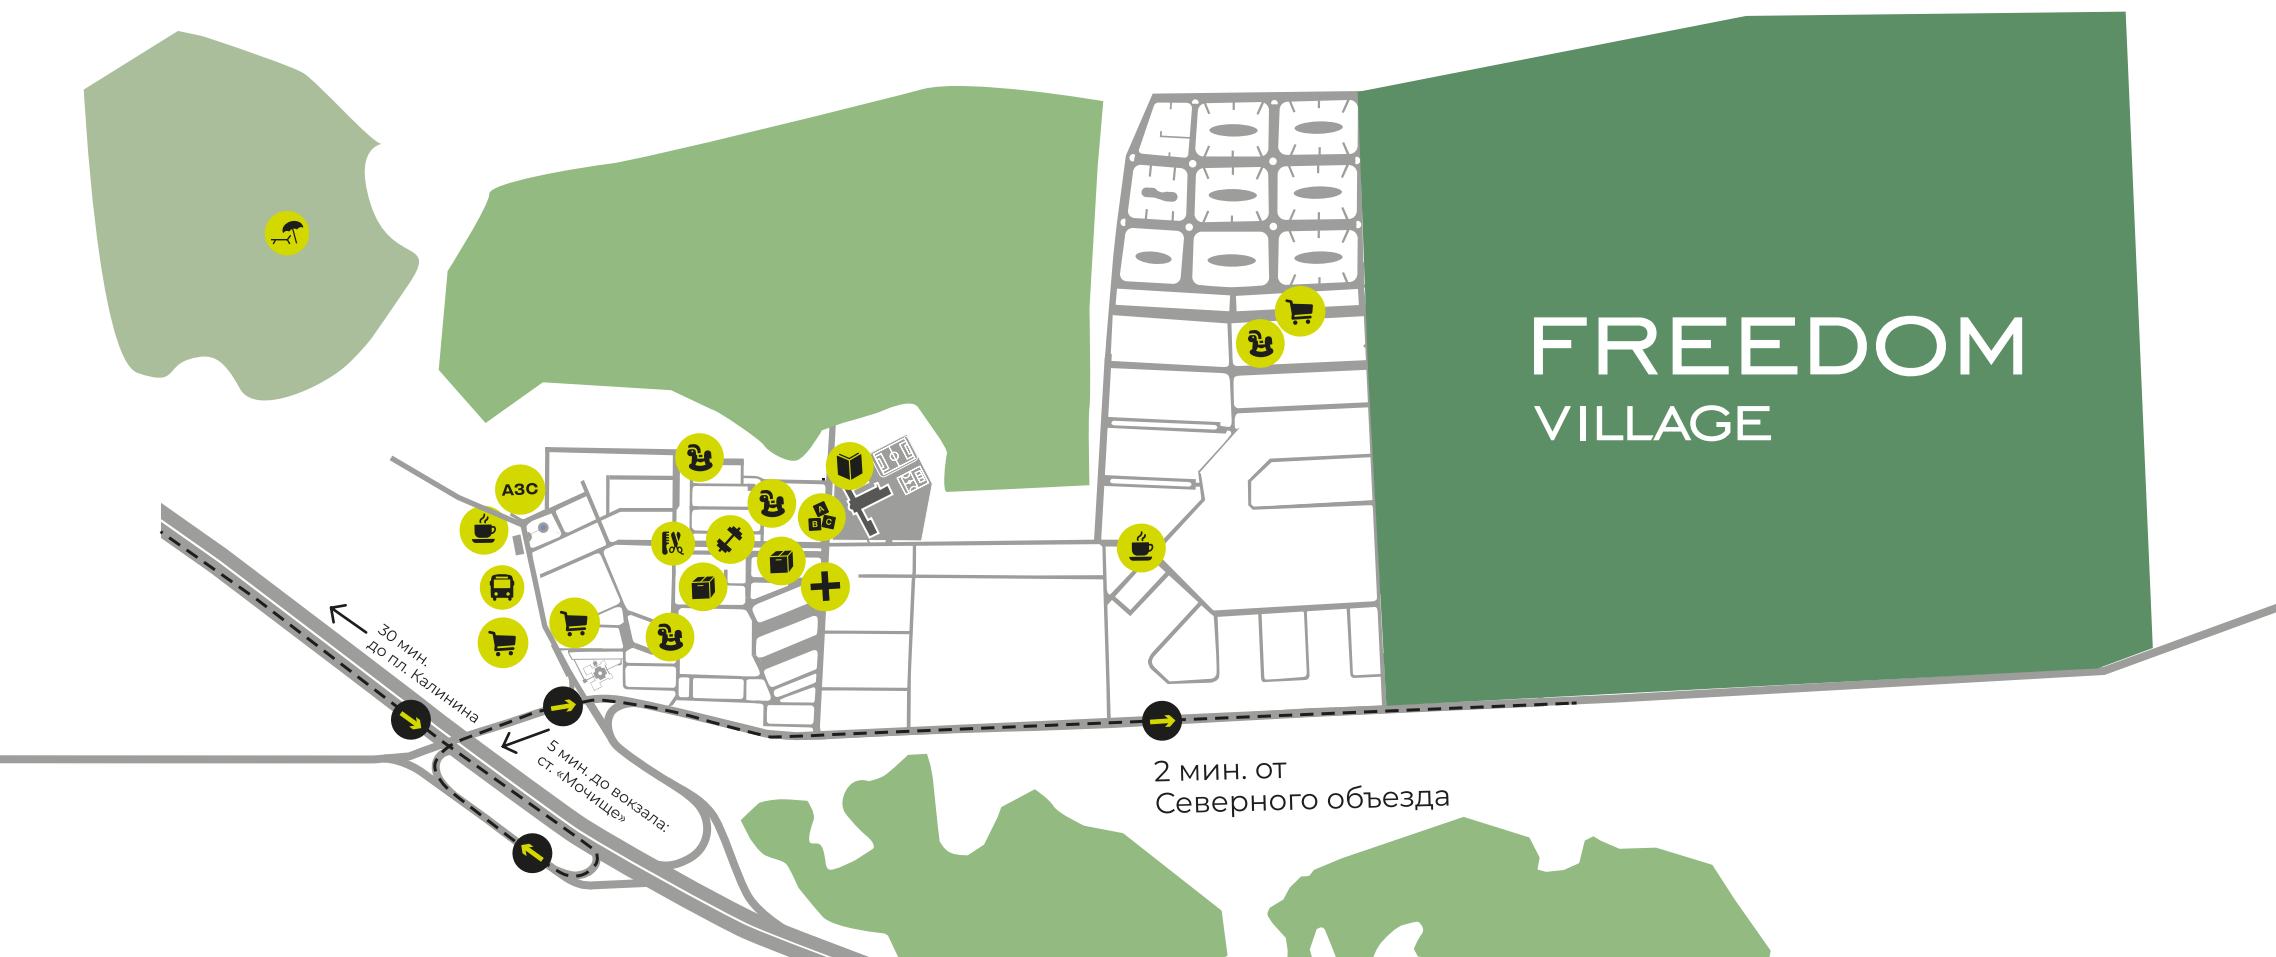 FREEDOM
VILLAGE
АЗС
A
B C
30 мин.
до пл. Калинина
5 мин. до вокзала:
ст. «Мочище»
2 мин. от
Северного объезда